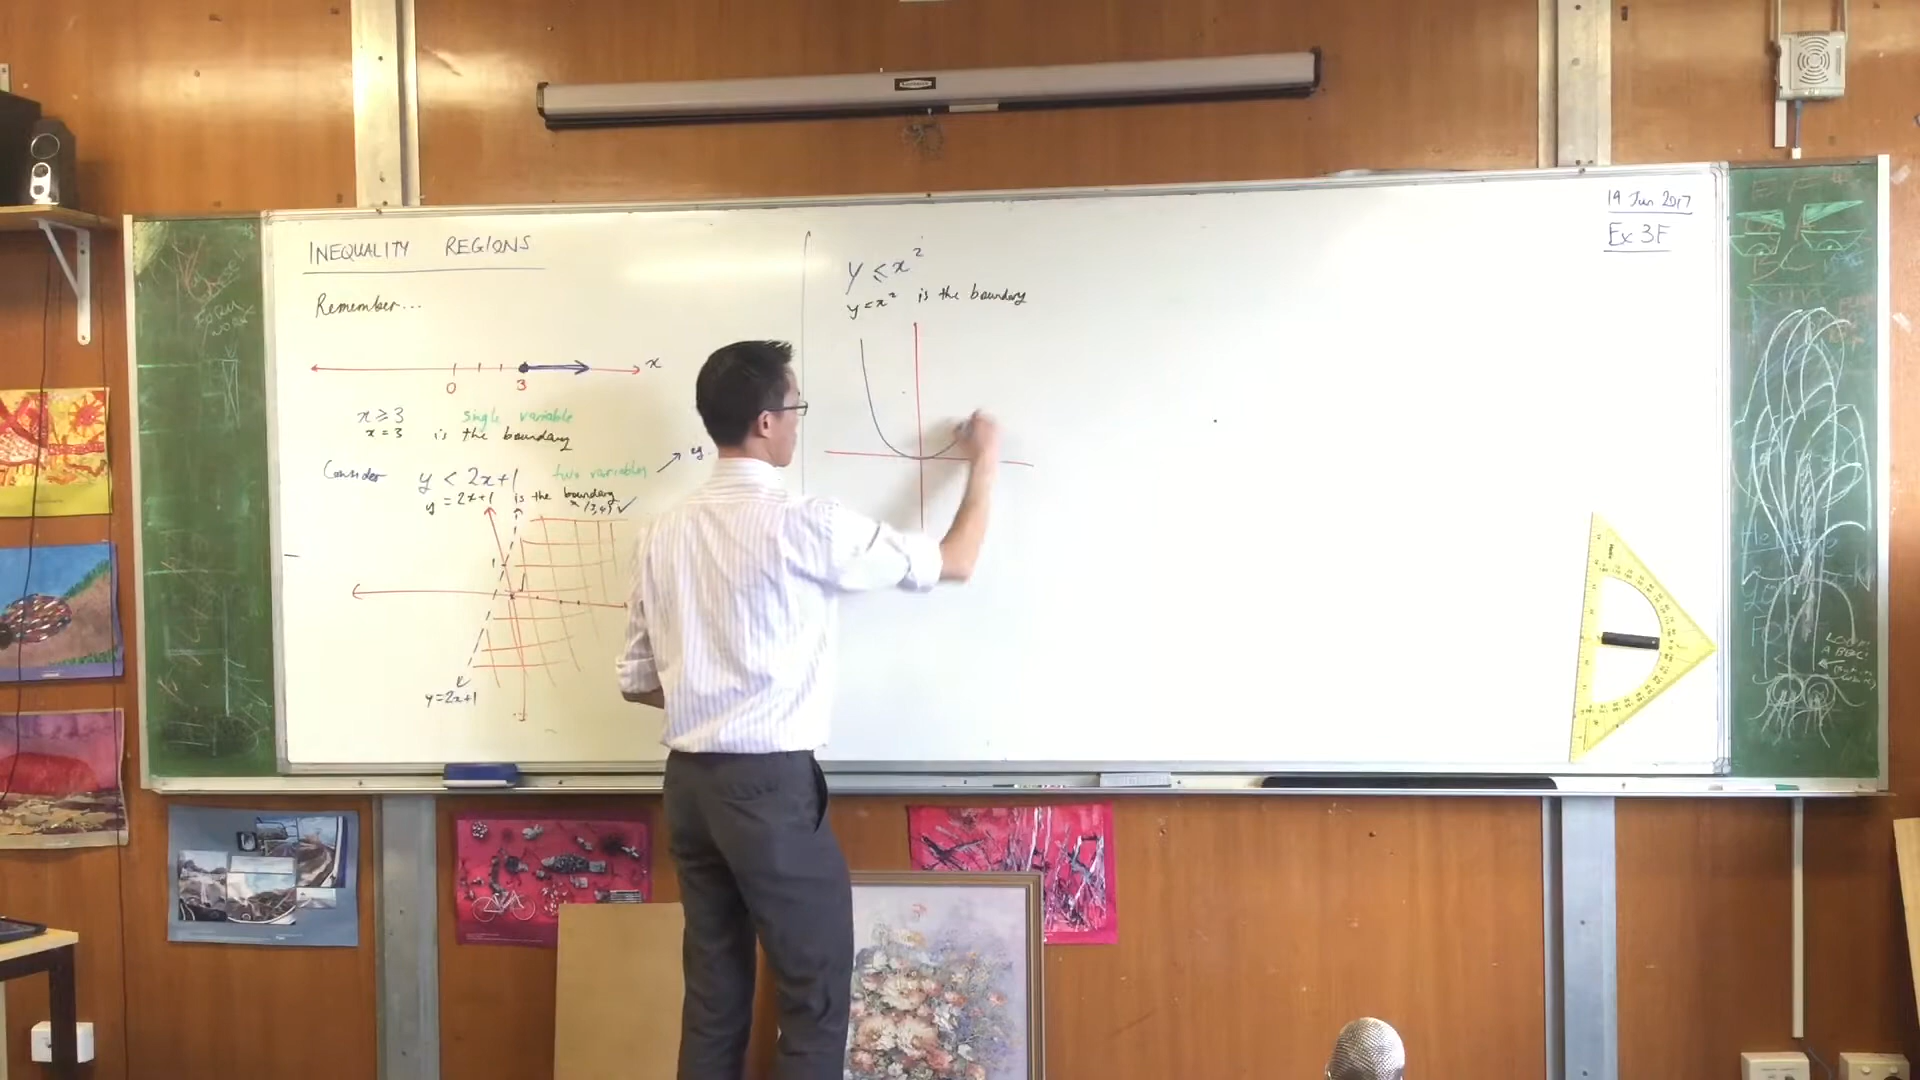 INEQUALITY REGIONS
Remember...
x
0 3
x ≥ 3 single variable
x = 3 is the boundary
Consider y < 2x+1 two variables eg.
y = 2x+1 is the boundary
(3,4) ✓
1
y=2x+1
y ≤ x²
y = x² is the boundary
19 Jun 2017
Ex 3F